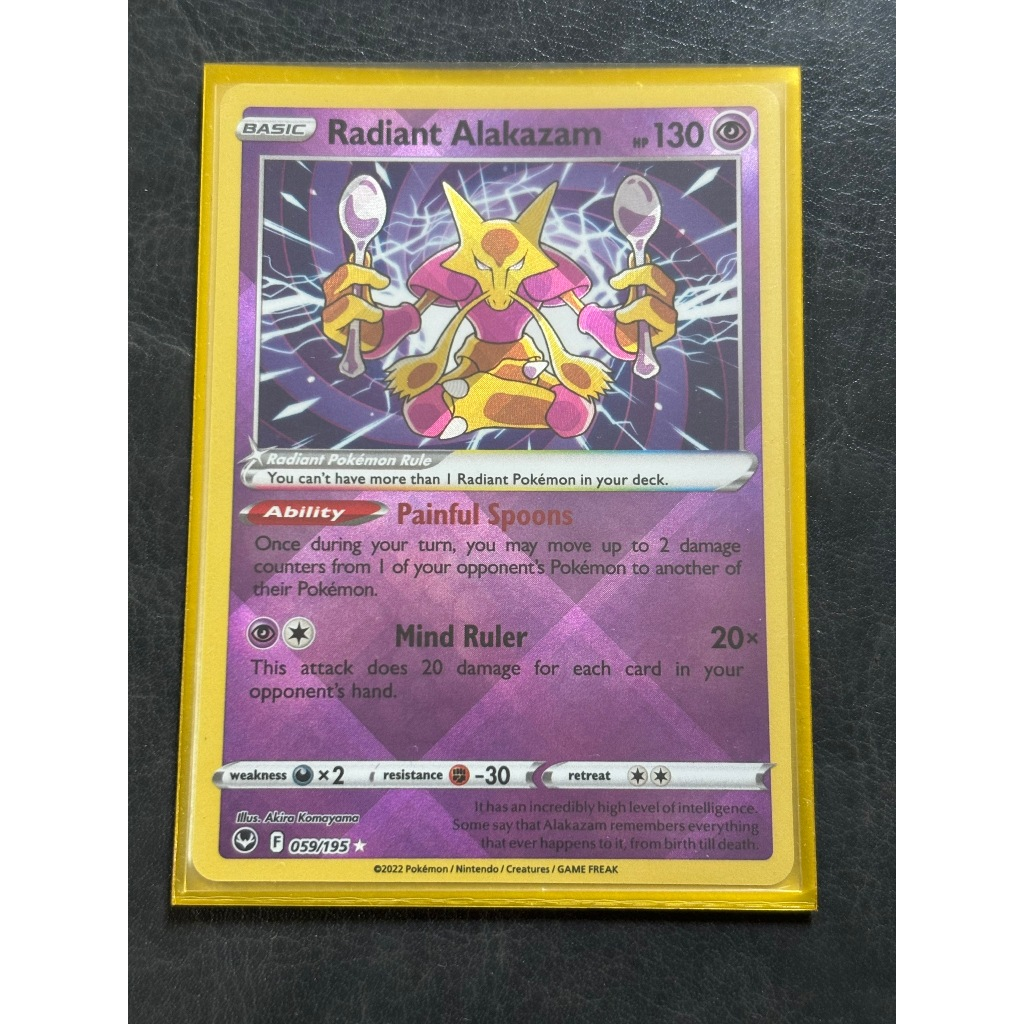 BASIC Radiant Alakazam HP 130
Radiant Pokémon Rule
You can't have more than 1 Radiant Pokémon in your deck.
Ability Painful Spoons
Once during your turn, you may move up to 2 damage
counters from 1 of your opponent's Pokémon to another of
their Pokémon.
Mind Ruler 20×
This attack does 20 damage for each card in your
opponent's hand.
weakness ×2 resistance -30 retreat
It has an incredibly high level of intelligence.
Some say that Alakazam remembers everything
that ever happens to it, from birth till death.
Illus. Akira Komayama
F 059/195 ★
©2022 Pokémon / Nintendo / Creatures / GAME FREAK